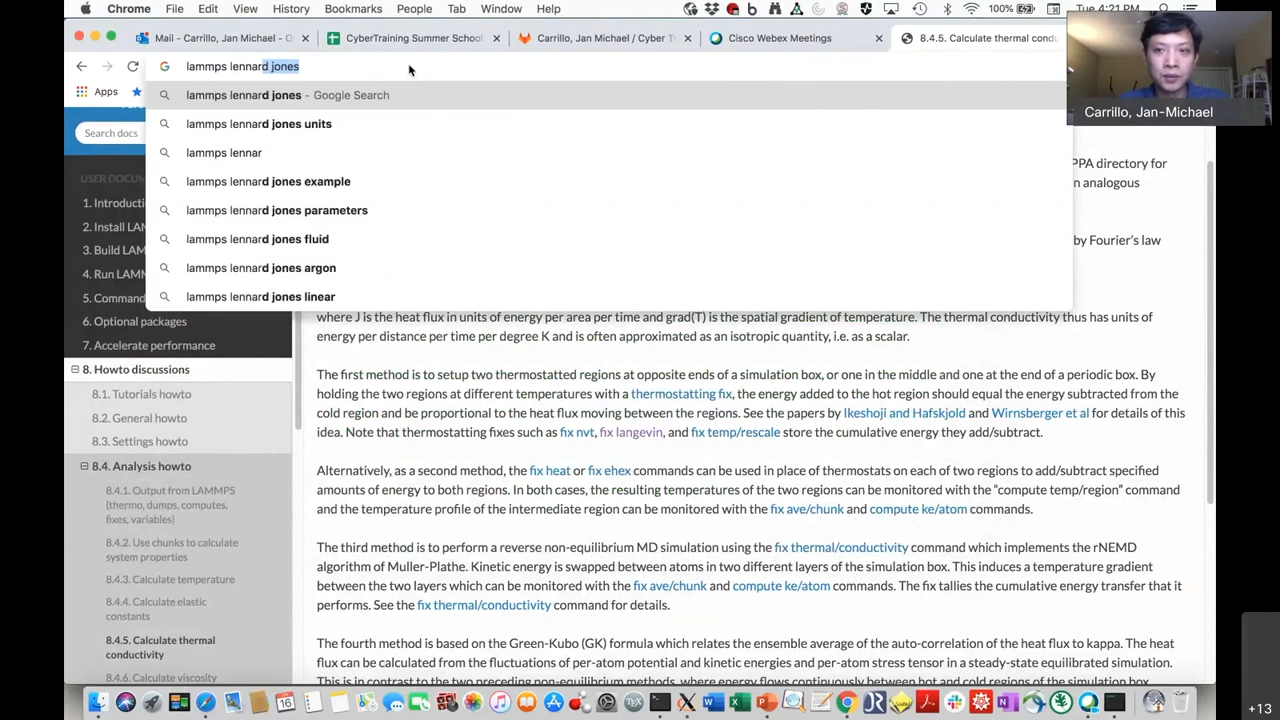 Chrome File Edit View History Bookmarks People Tab Window Help 100% Tue 4:21 PM
Mail - Carrillo, Jan Michael - O
CyberTraining Summer School
Carrillo, Jan Michael / Cyber T
Cisco Webex Meetings
8.4.5. Calculate thermal cond
lammps lennard jones
Apps
lammps lennard jones - Google Search
lammps lennard jones units
lammps lennar
lammps lennard jones example
lammps lennard jones parameters
lammps lennard jones fluid
lammps lennard jones argon
lammps lennard jones linear
Carrillo, Jan-Michael
Search docs
USER DOCU
1. Introducti
2. Install LAM
3. Build LAM
4. Run LAMM
5. Command
6. Optional packages
7. Accelerate performance
8. Howto discussions
8.1. Tutorials howto
8.2. General howto
8.3. Settings howto
8.4. Analysis howto
8.4.1. Output from LAMMPS
(thermo, dumps, computes,
fixes, variables)
8.4.2. Use chunks to calculate
system properties
8.4.3. Calculate temperature
8.4.4. Calculate elastic
constants
8.4.5. Calculate thermal
conductivity
8.4.6. Calculate viscosity
PPA directory for
n analogous
by Fourier's law
where J is the heat flux in units of energy per area per time and grad(T) is the spatial gradient of temperature. The thermal conductivity thus has units of
energy per distance per time per degree K and is often approximated as an isotropic quantity, i.e. as a scalar.
The first method is to setup two thermostatted regions at opposite ends of a simulation box, or one in the middle and one at the end of a periodic box. By
holding the two regions at different temperatures with a thermostatting fix, the energy added to the hot region should equal the energy subtracted from the
cold region and be proportional to the heat flux moving between the regions. See the papers by Ikeshoji and Hafskjold and Wirnsberger et al for details of this
idea. Note that thermostatting fixes such as fix nvt, fix langevin, and fix temp/rescale store the cumulative energy they add/subtract.
Alternatively, as a second method, the fix heat or fix ehex commands can be used in place of thermostats on each of two regions to add/subtract specified
amounts of energy to both regions. In both cases, the resulting temperatures of the two regions can be monitored with the “compute temp/region” command
and the temperature profile of the intermediate region can be monitored with the fix ave/chunk and compute ke/atom commands.
The third method is to perform a reverse non-equilibrium MD simulation using the fix thermal/conductivity command which implements the rNEMD
algorithm of Muller-Plathe. Kinetic energy is swapped between atoms in two different layers of the simulation box. This induces a temperature gradient
between the two layers which can be monitored with the fix ave/chunk and compute ke/atom commands. The fix tallies the cumulative energy transfer that it
performs. See the fix thermal/conductivity command for details.
The fourth method is based on the Green-Kubo (GK) formula which relates the ensemble average of the auto-correlation of the heat flux to kappa. The heat
flux can be calculated from the fluctuations of per-atom potential and kinetic energies and per-atom stress tensor in a steady-state equilibrated simulation.
This is in contrast to the two preceding non-equilibrium methods, where energy flows continuously between hot and cold regions of the simulation box.
+13